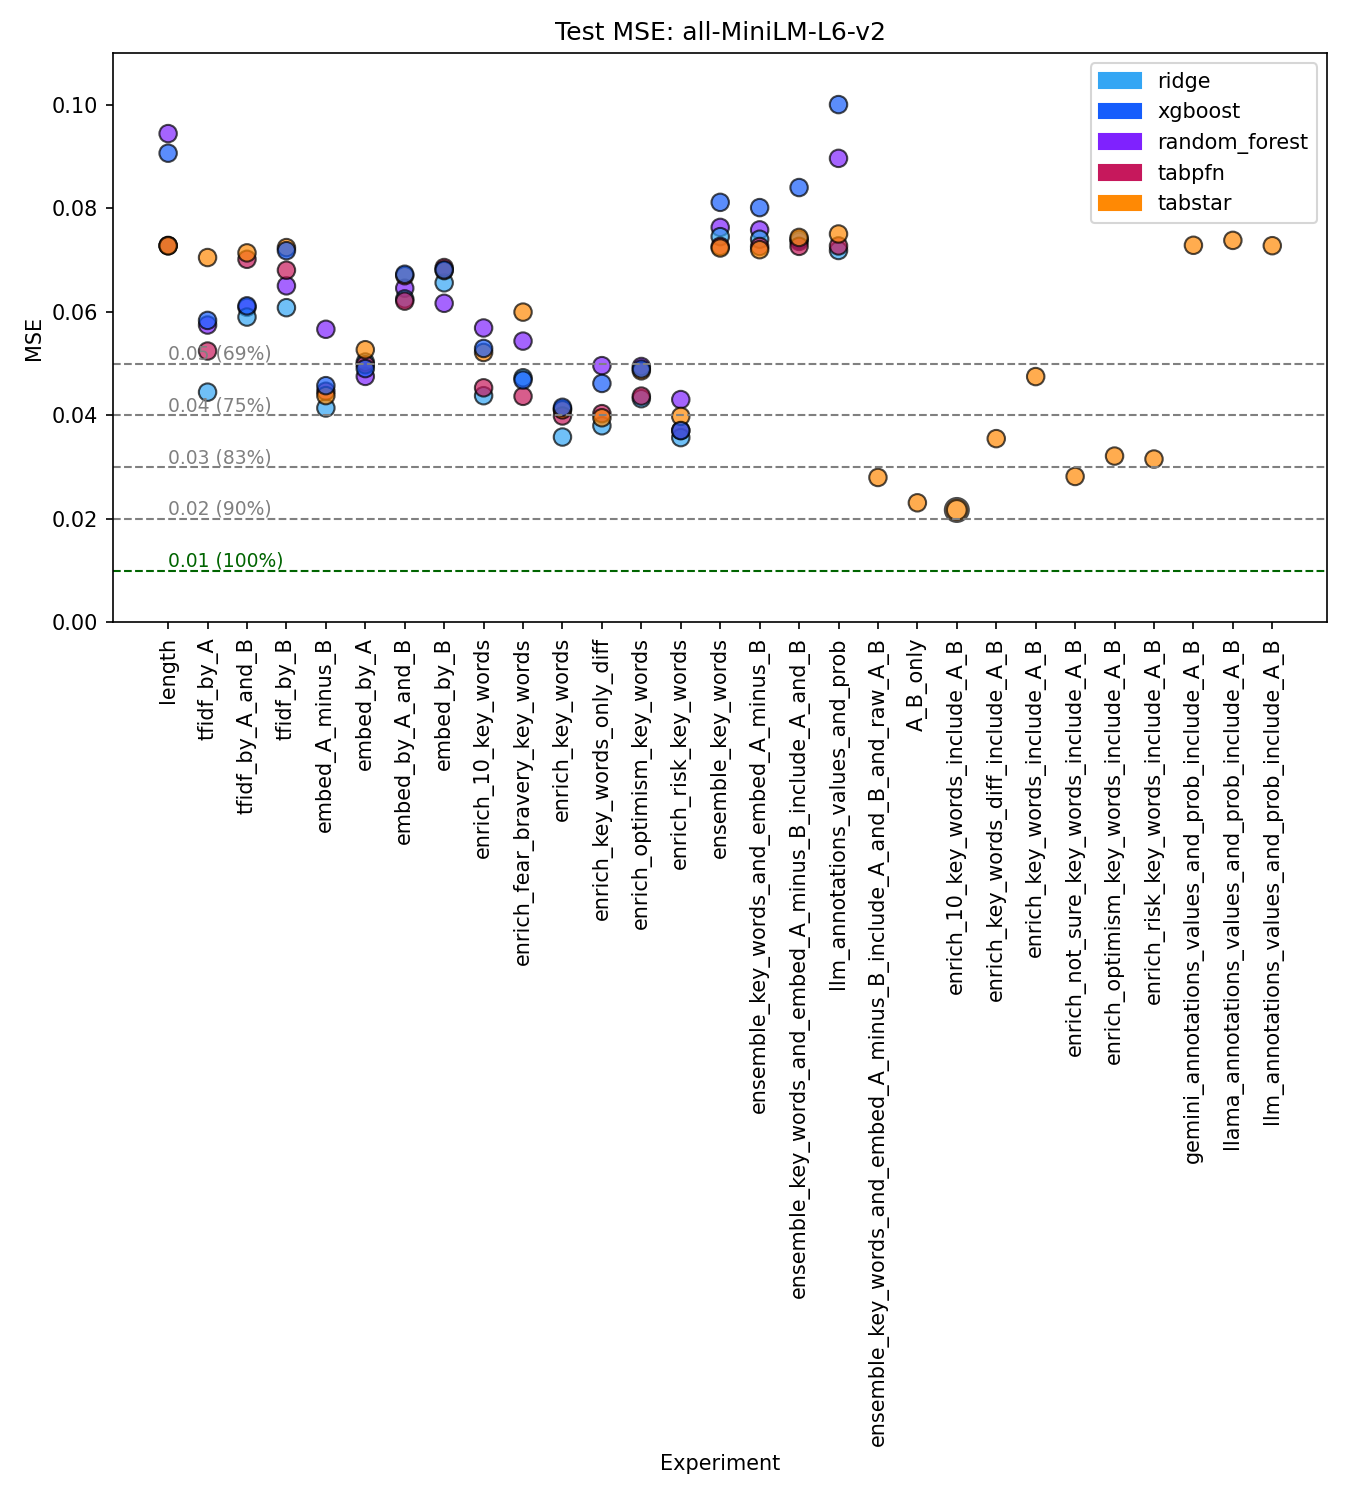 Test MSE: all-MiniLM-L6-v2
ridge
xgboost
random_forest
tabpfn
tabstar
MSE
0.10
0.08
0.06
0.04
0.02
0.00
0.05 (69%)
0.04 (75%)
0.03 (83%)
0.02 (90%)
0.01 (100%)
length
tfidf_by_A
tfidf_by_A_and_B
tfidf_by_B
embed_A_minus_B
embed_by_A
embed_by_A_and_B
embed_by_B
enrich_10_key_words
enrich_fear_bravery_key_words
enrich_key_words
enrich_key_words_only_diff
enrich_optimism_key_words
enrich_risk_key_words
ensemble_key_words
ensemble_key_words_and_embed_A_minus_B
ensemble_key_words_and_embed_A_minus_B_include_A_and_B
llm_annotations_values_and_prob
ensemble_key_words_and_embed_A_minus_B_include_A_and_B_and_raw_A_B
A_B_only
enrich_10_key_words_include_A_B
enrich_key_words_diff_include_A_B
enrich_key_words_include_A_B
enrich_not_sure_key_words_include_A_B
enrich_optimism_key_words_include_A_B
enrich_risk_key_words_include_A_B
gemini_annotations_values_and_prob_include_A_B
llama_annotations_values_and_prob_include_A_B
llm_annotations_values_and_prob_include_A_B
Experiment